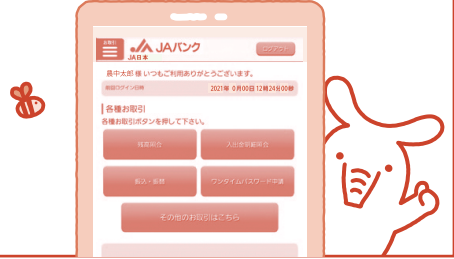 お取引
JAバンク
JA日本
ログアウト
農中太郎 様 いつもご利用ありがとうございます。
前回ログイン日時 2021年 0月00日 12時24分00秒
各種お取引
各種お取引ボタンを押して下さい。
残高照会 入出金明細照会
振込・振替 ワンタイムパスワード申請
その他のお取引はこちら